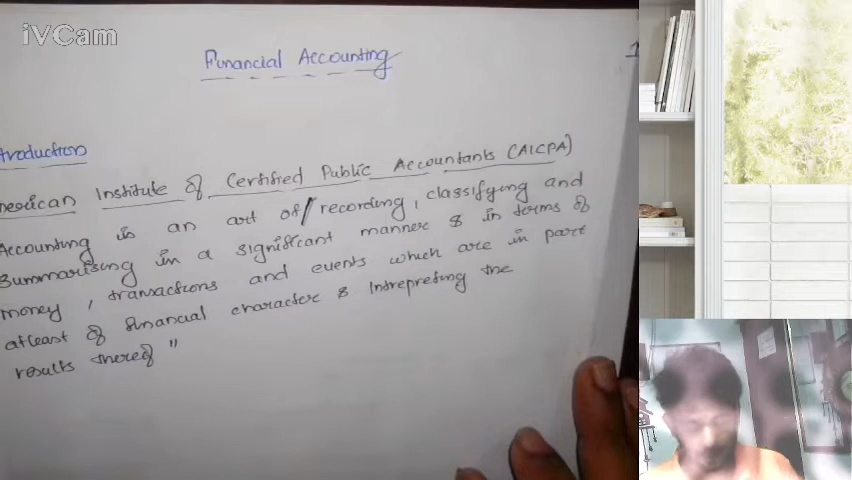 iVCam
Financial Accounting
1
troduction
merican Institute of Certified Public Accountants (AICPA)
Accounting is an art of recording, classifying and
Summarising in a significant manner & in terms of
money, transactions and events which are in part
atleast of financial character & Intrepreting the
results thereof "